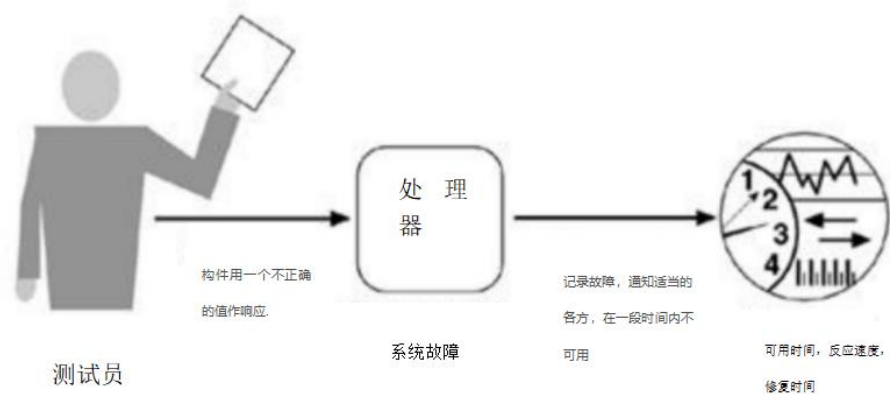 处 理
器
1
2
3
4
构件用一个不正确
的值作响应.
记录故障，通知适当的
各方，在一段时间内不
可用
系统故障
可用时间，反应速度，
修复时间
测试员